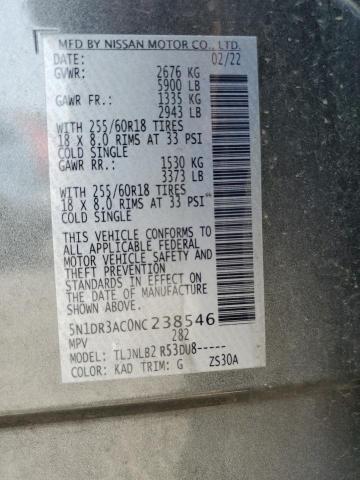 MFD BY NISSAN MOTOR CO., LTD.
DATE: 02/22
GVWR: 2676 KG
5900 LB
GAWR FR.: 1335 KG
2943 LB
WITH 255/60R18 TIRES
18 X 8.0 RIMS AT 33 PSI
COLD SINGLE
GAWR RR.: 1530 KG
3373 LB
WITH 255/60R18 TIRES
18 X 8.0 RIMS AT 33 PSI
COLD SINGLE
THIS VEHICLE CONFORMS TO
ALL APPLICABLE FEDERAL
MOTOR VEHICLE SAFETY AND
THEFT PREVENTION
STANDARDS IN EFFECT ON
THE DATE OF MANUFACTURE
SHOWN ABOVE.
5N1DR3AC0NC238546
MPV 282
MODEL: TLJNLB2 R53DU8-----
COLOR: KAD TRIM: G ZS30A